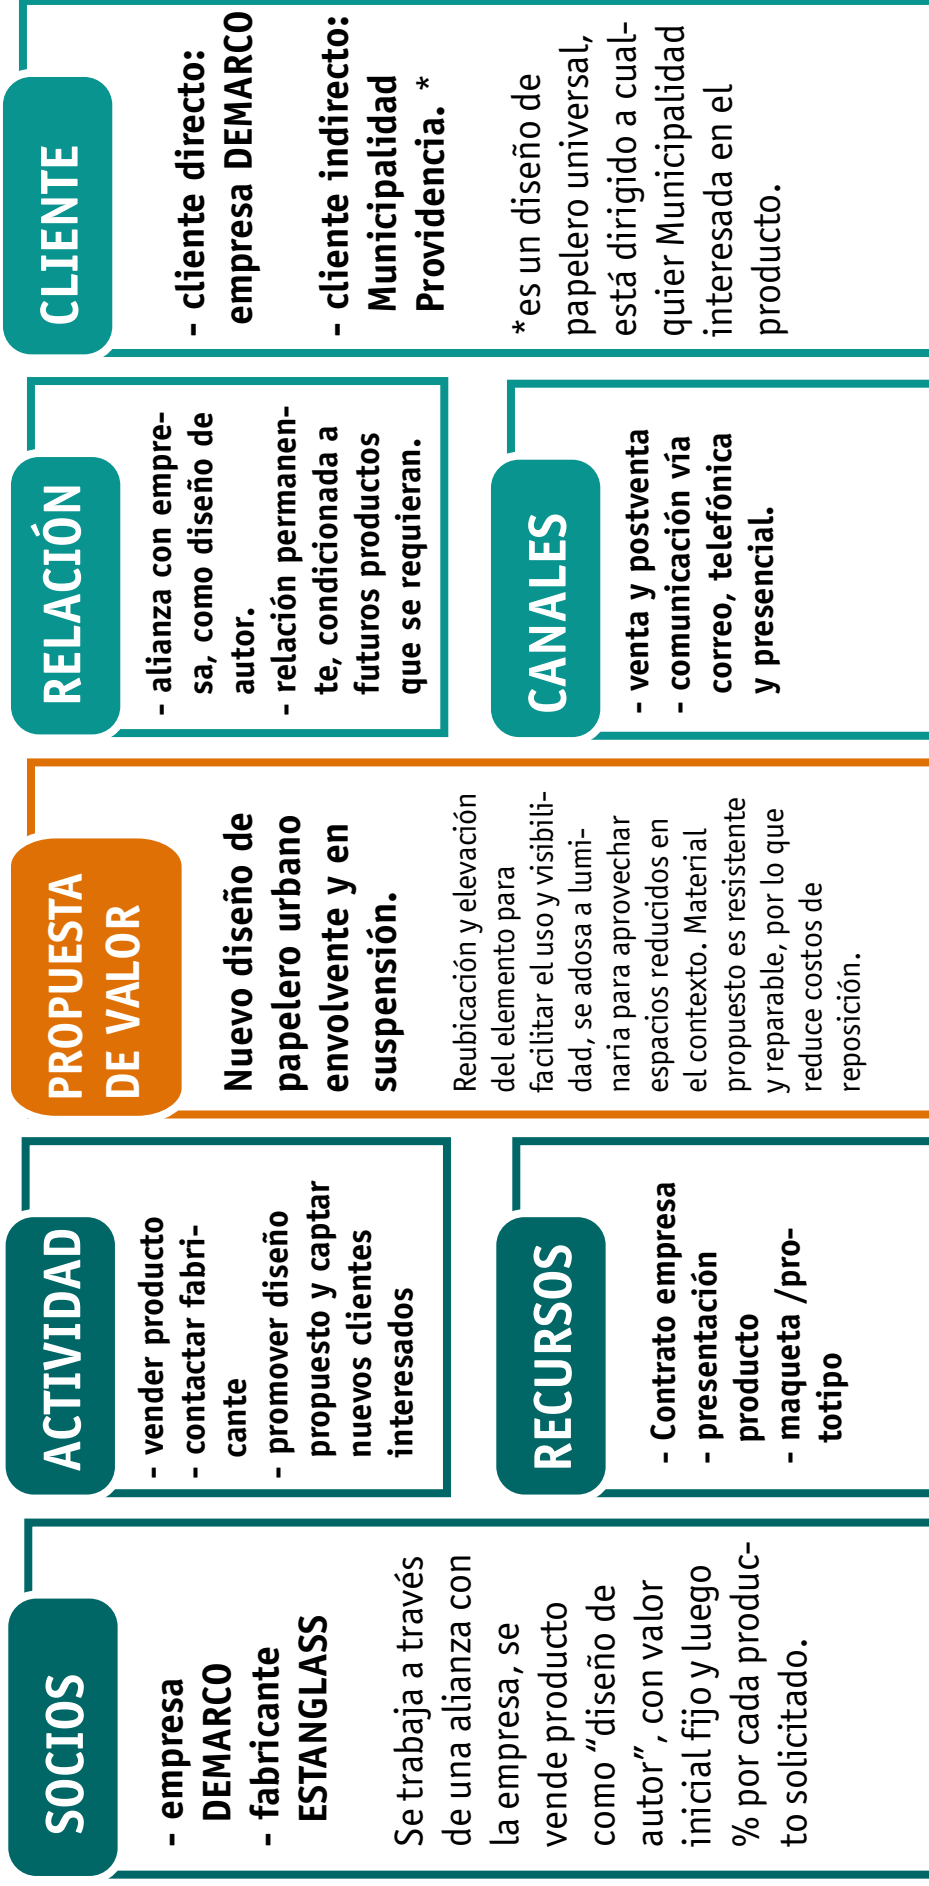 SOCIOS
- empresa
DEMARCO
- fabricante
ESTANGLASS
Se trabaja a través
de una alianza con
la empresa, se
vende producto
como “diseño de
autor”, con valor
inicial fijo y luego
% por cada produc-
to solicitado.
ACTIVIDAD
- vender producto
- contactar fabri-
cante
- promover diseño
propuesto y captar
nuevos clientes
interesados
RECURSOS
- Contrato empresa
- presentación
producto
- maqueta /pro-
totipo
PROPUESTA
DE VALOR
Nuevo diseño de
papelero urbano
envolvente y en
suspensión.
Reubicación y elevación
del elemento para
facilitar el uso y visibili-
dad, se adosa a lumi-
naria para aprovechar
espacios reducidos en
el contexto. Material
propuesto es resistente
y reparable, por lo que
reduce costos de
reposición.
RELACIÓN
- alianza con empre-
sa, como diseño de
autor.
- relación permanen-
te, condicionada a
futuros productos
que se requieran.
CANALES
- venta y postventa
- comunicación vía
correo, telefónica
y presencial.
CLIENTE
- cliente directo:
empresa DEMARCO
- cliente indirecto:
Municipalidad
Providencia. *
*es un diseño de
papelero universal,
está dirigido a cual-
quier Municipalidad
interesada en el
producto.